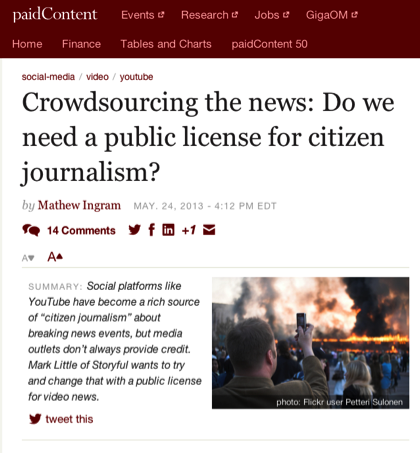 paidContent Events Research Jobs GigaOM
Home Finance Tables and Charts paidContent 50
social-media / video / youtube
Crowdsourcing the news: Do we
need a public license for citizen
journalism?
by Mathew Ingram MAY. 24, 2013 - 4:12 PM EDT
14 Comments f in +1
A▼ A▲
SUMMARY: Social platforms like
YouTube have become a rich source
of “citizen journalism” about
breaking news events, but media
outlets don’t always provide credit.
Mark Little of Storyful wants to try
and change that with a public license
for video news.
photo: Flickr user Petteri Sulonen
tweet this